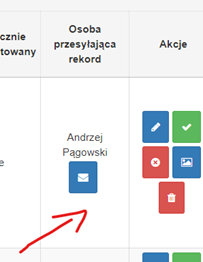 cznie
towany
Osoba
przesyłająca
rekord
Akcje
Andrzej
Pągowski
e